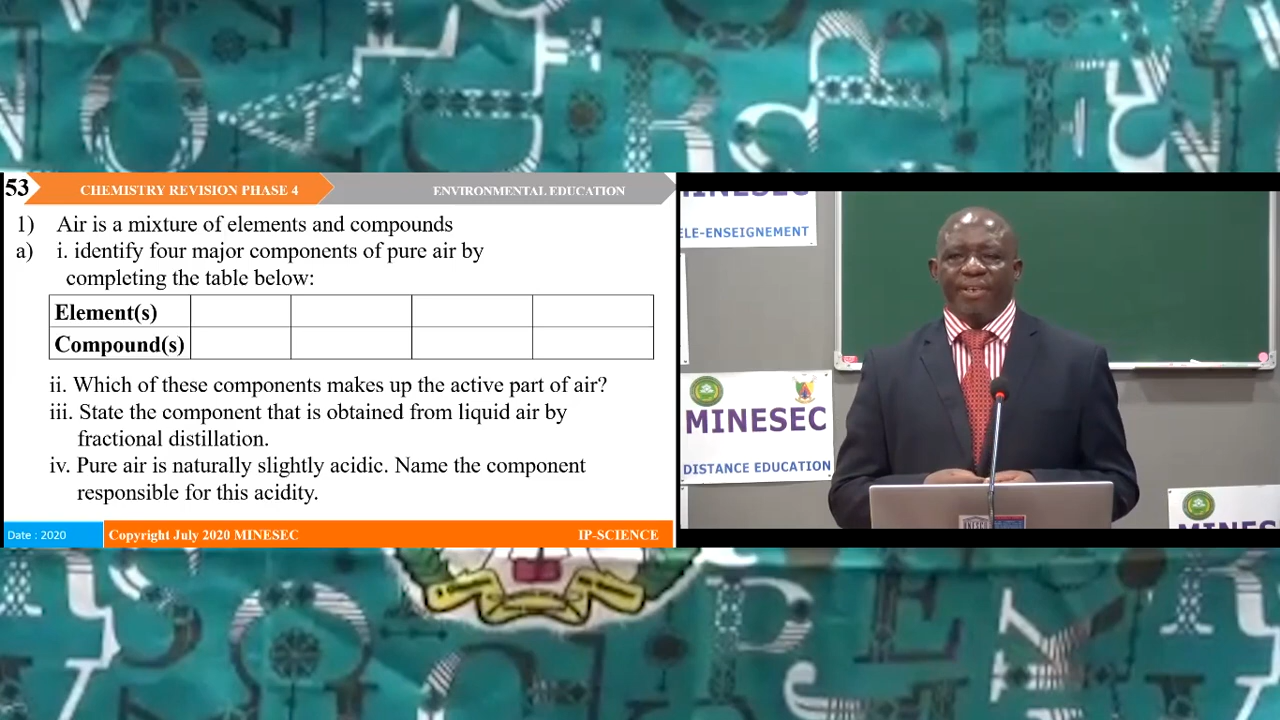 53
CHEMISTRY REVISION PHASE 4
ENVIRONMENTAL EDUCATION
1) Air is a mixture of elements and compounds
a) i. identify four major components of pure air by
completing the table below:
Element(s)
Compound(s)
ii. Which of these components makes up the active part of air?
iii. State the component that is obtained from liquid air by
fractional distillation.
iv. Pure air is naturally slightly acidic. Name the component
responsible for this acidity.
Date : 2020
Copyright July 2020 MINESEC
IP-SCIENCE
MINESEC
ELE-ENSEIGNEMENT
MINESEC
DISTANCE EDUCATION
MINES